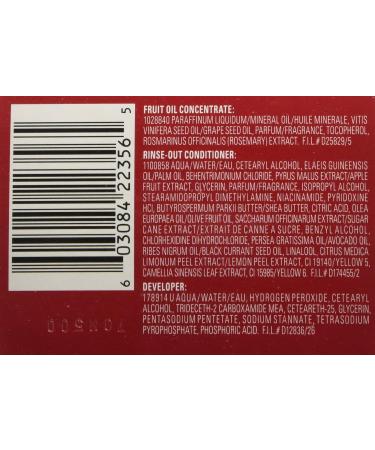 FRUIT OIL CONCENTRATE:
1028840 PARAFFINUM LIQUIDUM/MINERAL OIL/HUILE MINERALE, VITIS
VINIFERA SEED OIL/GRAPE SEED OIL, PARFUM/FRAGRANCE, TOCOPHEROL,
ROSMARINUS OFFICINALIS (ROSEMARY) EXTRACT. F.I.L.# D25829/5
RINSE-OUT CONDITIONER:
1100858 AQUA/WATER/EAU, CETEARYL ALCOHOL, ELAEIS GUINEENSIS
OIL/PALM OIL, BEHENTRIMONIUM CHLORIDE, PYRUS MALUS EXTRACT/APPLE
FRUIT EXTRACT, GLYCERIN, PARFUM/FRAGRANCE, ISOPROPYL ALCOHOL,
STEARAMIDOPROPYL DIMETHYLAMINE, NIACINAMIDE, PYRIDOXINE
HCI, BUTYROSPERMUM PARKII BUTTER/SHEA BUTTER, CITRIC ACID, OLEA
EUROPAEA OIL/OLIVE FRUIT OIL, SACCHARUM OFFICINARUM EXTRACT/SUGAR
CANE EXTRACT/EXTRAIT DE CANNE A SUCRE, BENZYL ALCOHOL,
CHLORHEXIDINE DIHYDROCHLORIDE, PERSEA GRATISSIMA OIL/AVOCADO OIL,
RIBES NIGRUM OIL/BLACK CURRANT SEED OIL, LINALOOL, CITRUS MEDICA
LIMONUM PEEL EXTRACT/LEMON PEEL EXTRACT, CI 19140/YELLOW 5,
CAMELLIA SINENSIS LEAF EXTRACT, CI 15985/YELLOW 6. F.I.L.# D174455/2
DEVELOPER:
178914 U AQUA/WATER/EAU, HYDROGEN PEROXIDE, CETEARYL
ALCOHOL, TRIDECETH-2 CARBOXAMIDE MEA, CETEARETH-25, GLYCERIN,
PENTASODIUM PENTETATE, SODIUM STANNATE, TETRASODIUM
PYROPHOSPHATE, PHOSPHORIC ACID. F.I.L.# D12836/26
6 03084 22356 5